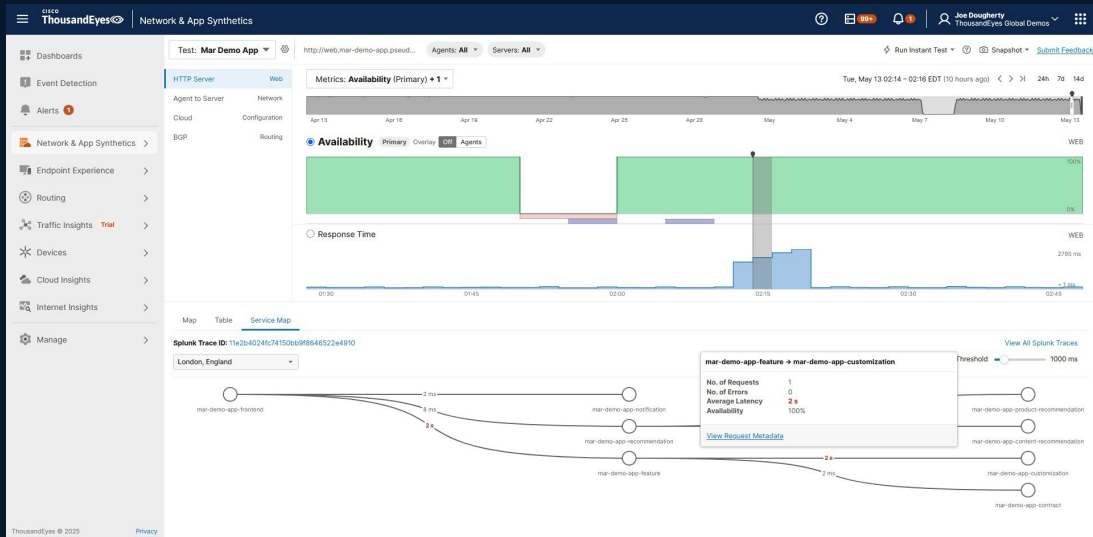 CISCO
ThousandEyes
Network & App Synthetics
99+
1
Joe Dougherty
ThousandEyes Global Demos
Dashboards
Event Detection
Alerts 1
Network & App Synthetics
Endpoint Experience
Routing
Traffic Insights Trial
Devices
Cloud Insights
Internet Insights
Manage
ThousandEyes © 2025
Privacy
Test: Mar Demo App
http://web.mar-demo-app.pseud...
Agents: All
Servers: All
Run Instant Test
Snapshot
Submit Feedback
HTTP Server Web
Agent to Server Network
Cloud Configuration
BGP Routing
Metrics: Availability (Primary) + 1
Tue, May 13 02:14 – 02:16 EDT (10 hours ago)
24h 7d 14d
Apr 13 Apr 16 Apr 19 Apr 22 Apr 25 Apr 28 May May 4 May 7 May 10 May 13
Availability Primary Overlay Off Agents
WEB
100%
0%
Response Time
WEB
2795 ms
< 1 ms
01:30 01:45 02:00 02:15 02:30 02:45
Map Table Service Map
Splunk Trace ID: 11e2b4024fc74150bb9f8646522e4910
View All Splunk Traces
London, England
Threshold 1000 ms
mar-demo-app-feature → mar-demo-app-customization
No. of Requests 1
No. of Errors 0
Average Latency 2 s
Availability 100%
View Request Metadata
2 ms
8 ms
2 s
mar-demo-app-frontend
mar-demo-app-notification
mar-demo-app-product-recommendation
mar-demo-app-recommendation
mar-demo-app-content-recommendation
2 s
mar-demo-app-feature
2 ms
mar-demo-app-customization
mar-demo-app-contract